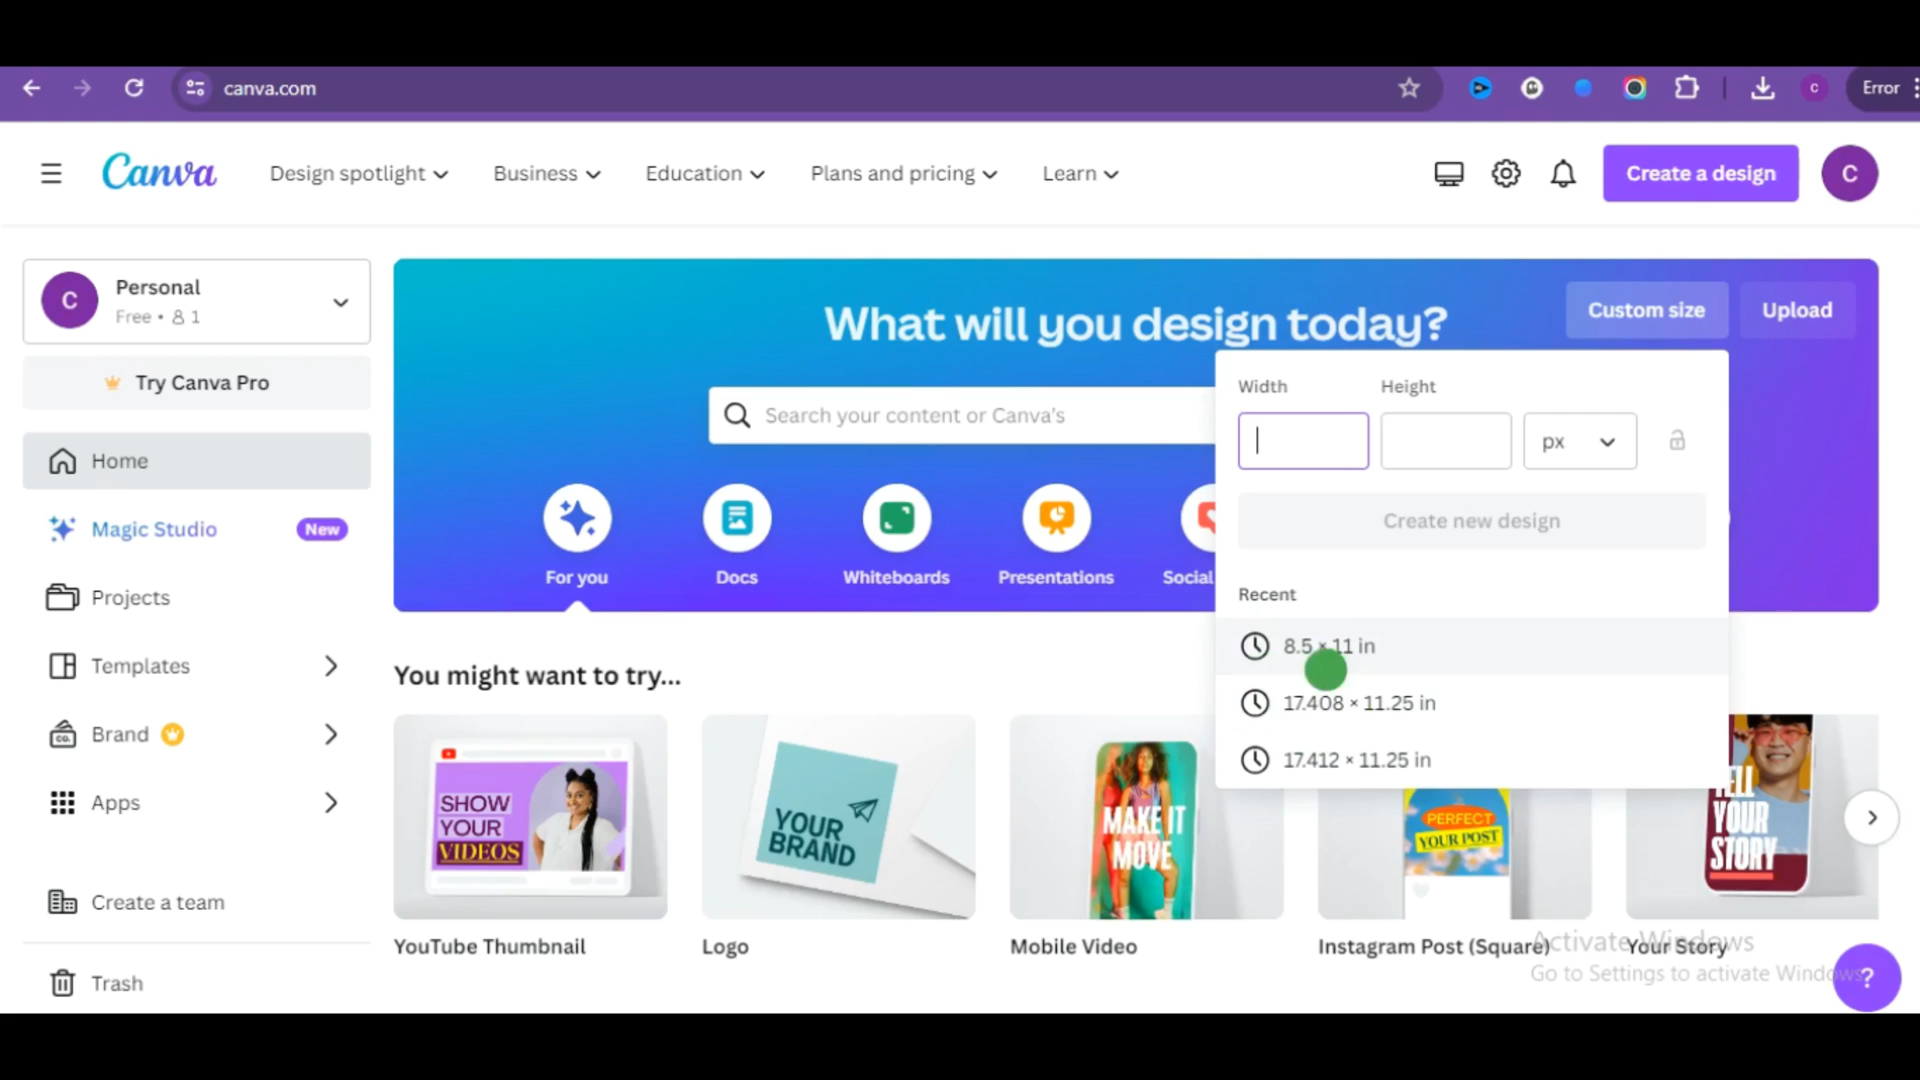 canva.com
C
Error
Canva
Design spotlight
Business
Education
Plans and pricing
Learn
Create a design
C
C
Personal
Free • 1
Try Canva Pro
Home
Magic Studio
New
Projects
Templates
CO.
Brand
Apps
Create a team
Trash
What will you design today?
Custom size
Upload
Search your content or Canva's
For you
Docs
Whiteboards
Presentations
Social
Width
Height
px
Create new design
Recent
8.5 × 11 in
17.408 × 11.25 in
17.412 × 11.25 in
You might want to try...
SHOW
YOUR
VIDEOS
YOUR
BRAND
MAKE IT
MOVE
PERFECT
YOUR POST
TELL
YOUR
STORY
YouTube Thumbnail
Logo
Mobile Video
Instagram Post (Square)
Your Story
Activate Windows
Go to Settings to activate Windows
?